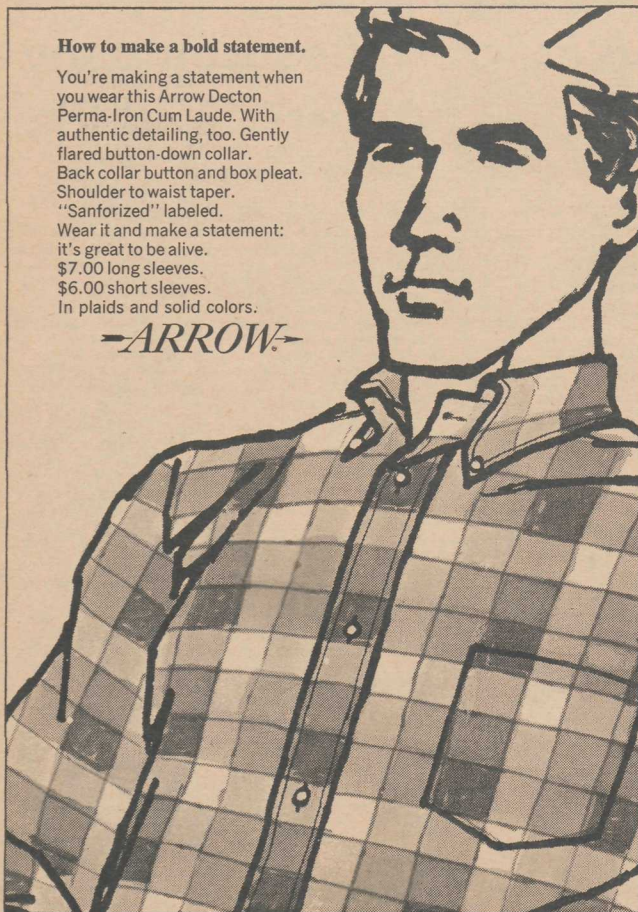 How to make a bold statement.
You're making a statement when
you wear this Arrow Decton
Perma-Iron Cum Laude. With
authentic detailing, too. Gently
flared button-down collar.
Back collar button and box pleat.
Shoulder to waist taper.
"Sanforized" labeled.
Wear it and make a statement:
it's great to be alive.
$7.00 long sleeves.
$6.00 short sleeves.
In plaids and solid colors.
ARROW